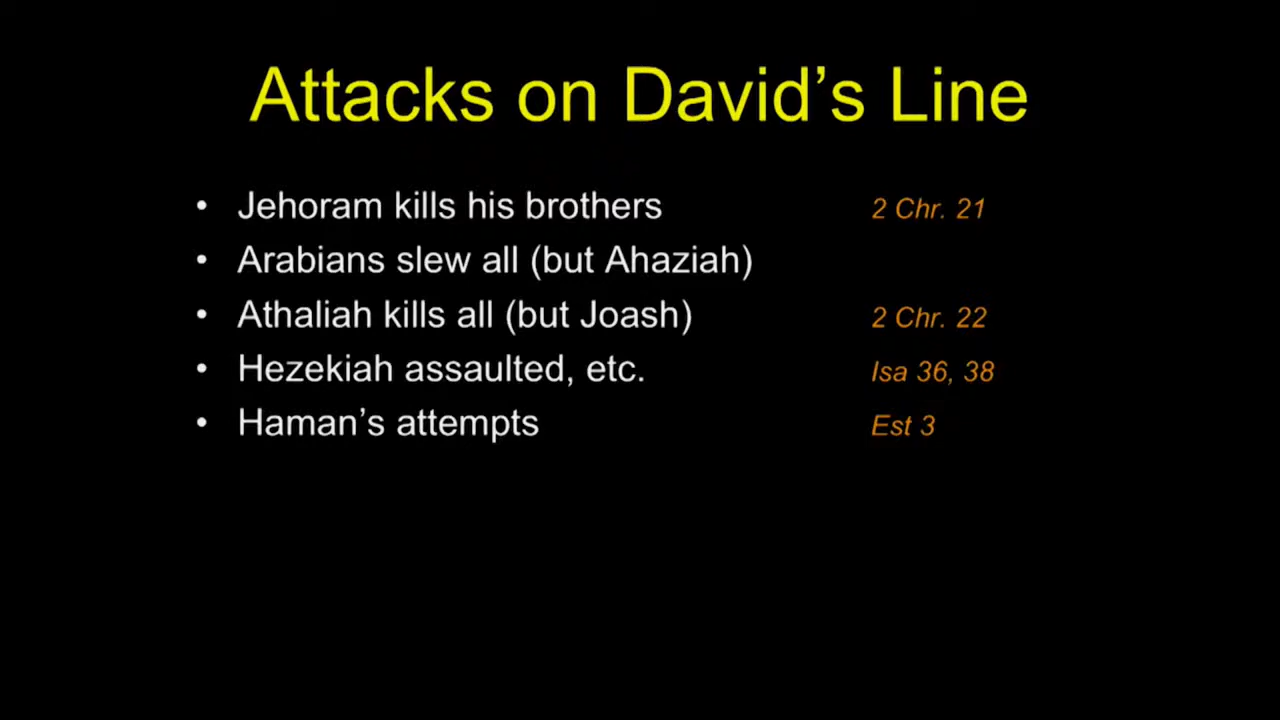 Attacks on David’s Line
• Jehoram kills his brothers 2 Chr. 21
• Arabians slew all (but Ahaziah)
• Athaliah kills all (but Joash) 2 Chr. 22
• Hezekiah assaulted, etc. Isa 36, 38
• Haman’s attempts Est 3